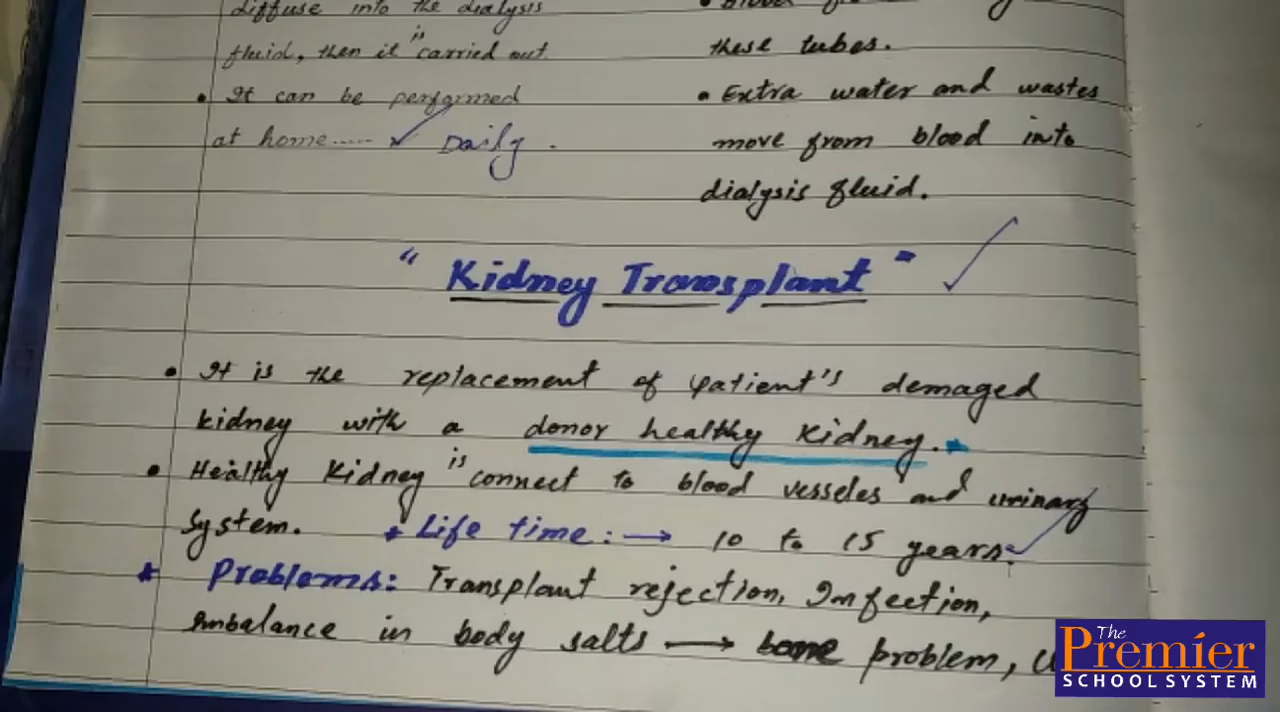 diffuse into the dialysis
fluid, then it is carried out
• It can be performed
at home..... ✓ Daily.
these tubes.
• Extra water and wastes
move from blood into
dialysis fluid.
" Kidney Transplant "
• It is the replacement of patient's demaged
kidney with a donor healthy kidney.
• Healthy Kidney is connect to blood vesseles and urinary
system. * Life time: → 10 to 15 years.
* Problems: Transplant rejection, Infection,
imbalance in body salts → bone problem,
The
Premier
SCHOOL SYSTEM